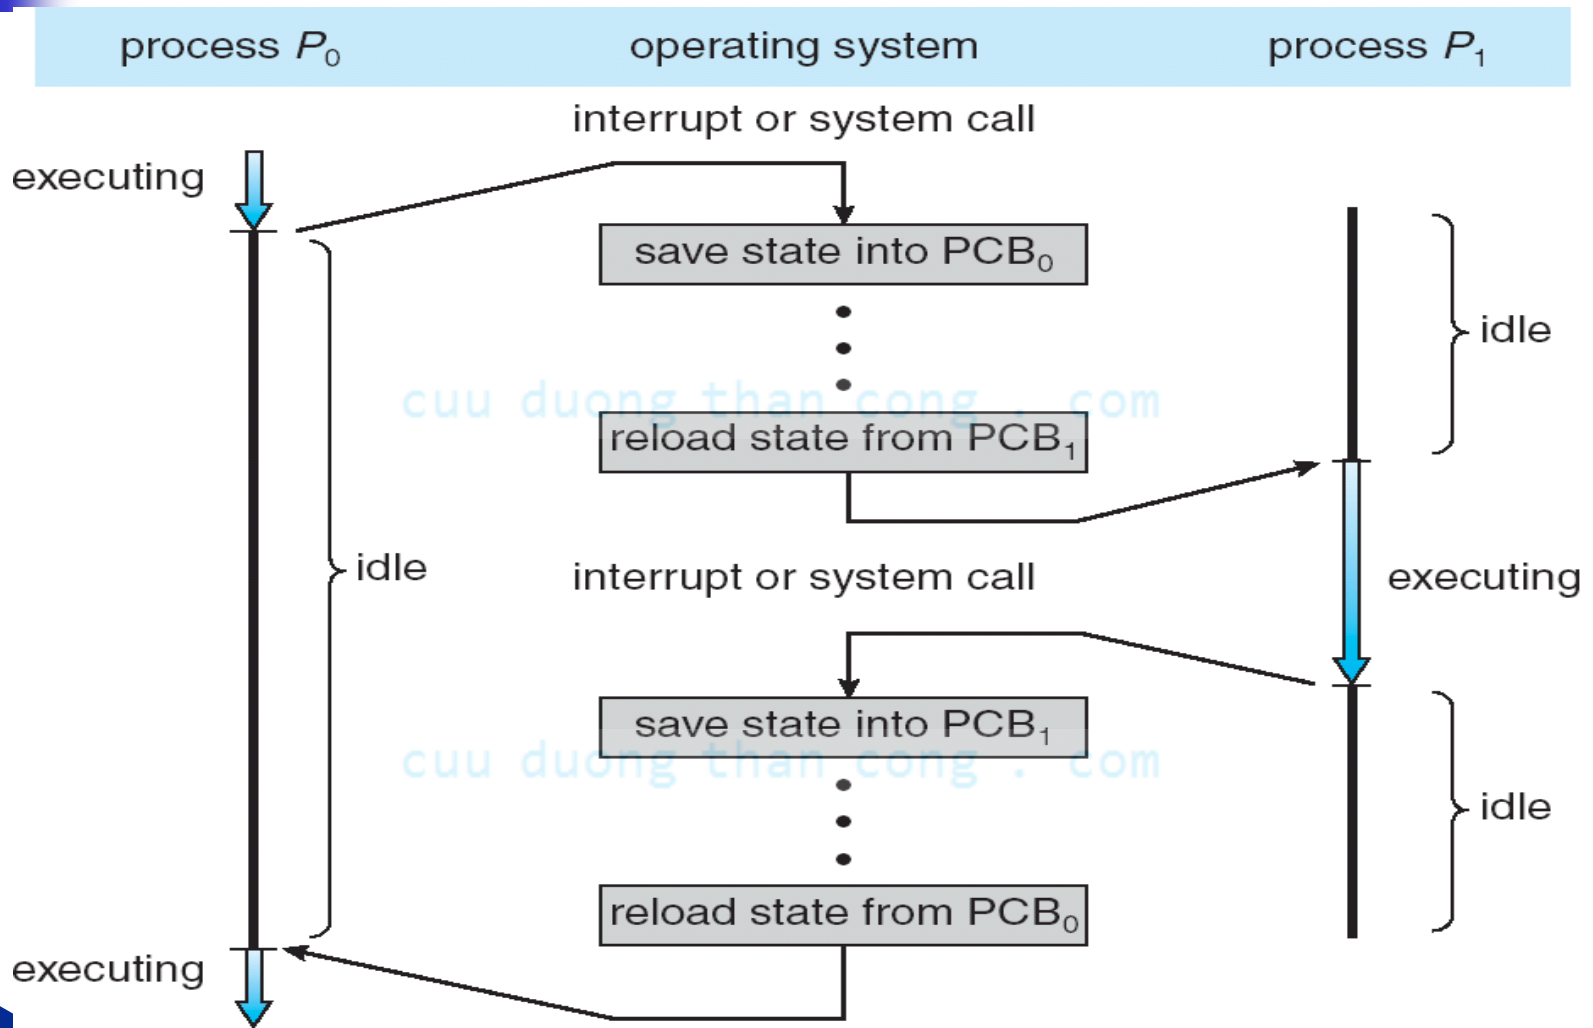 process P₀ operating system process P₁
interrupt or system call
executing
save state into PCB₀
idle
cuu duong than cong . com
reload state from PCB₁
idle
interrupt or system call
executing
save state into PCB₁
cuu duong than cong . com
idle
reload state from PCB₀
executing